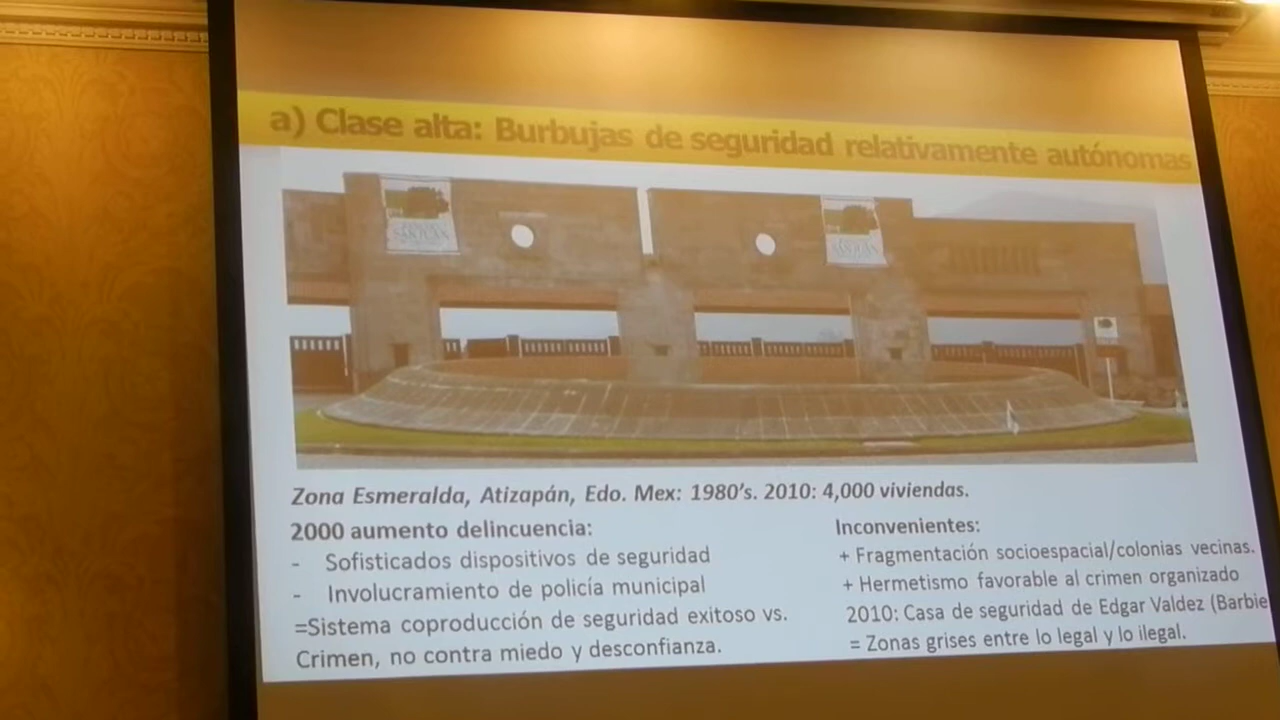 a) Clase alta: Burbujas de seguridad relativamente autónomas
Zona Esmeralda, Atizapán, Edo. Mex: 1980's. 2010: 4,000 viviendas.
2000 aumento delincuencia:
- Sofisticados dispositivos de seguridad
- Involucramiento de policía municipal
=Sistema coproducción de seguridad exitoso vs.
Crimen, no contra miedo y desconfianza.
Inconvenientes:
+ Fragmentación socioespacial/colonias vecinas.
+ Hermetismo favorable al crimen organizado
2010: Casa de seguridad de Edgar Valdez (Barbie
= Zonas grises entre lo legal y lo ilegal.